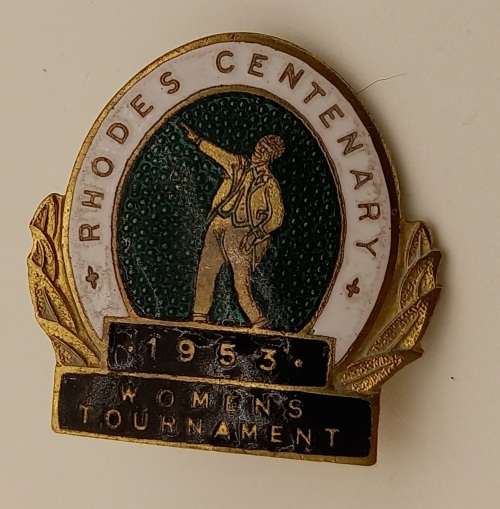 RHODES CENTENARY
· 1953 ·
WOMENS
TOURNAMENT